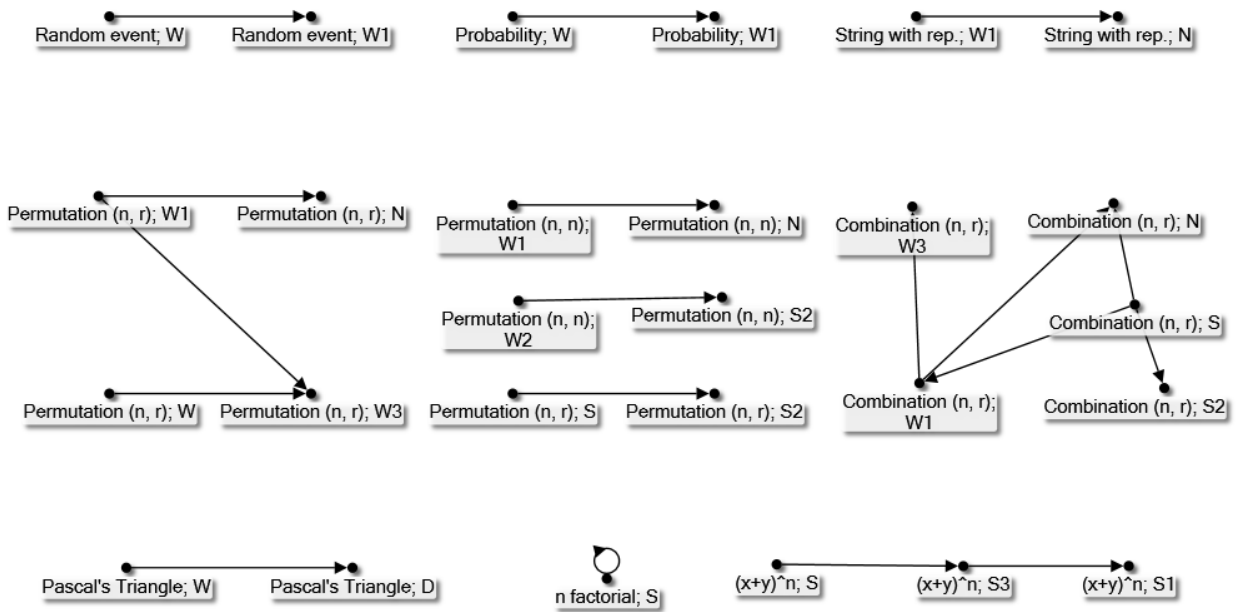 Random event; W
Random event; W1
Probability; W
Probability; W1
String with rep.; W1
String with rep.; N
Permutation (n, r); W1
Permutation (n, r); N
Permutation (n, n);
W1
Permutation (n, n); N
Combination (n, r);
W3
Combination (n, r); N
Permutation (n, n);
W2
Permutation (n, n); S2
Combination (n, r); S
Permutation (n, r); W
Permutation (n, r); W3
Permutation (n, r); S
Permutation (n, r); S2
Combination (n, r);
W1
Combination (n, r); S2
Pascal's Triangle; W
Pascal's Triangle; D
n factorial; S
(x+y)^n; S
(x+y)^n; S3
(x+y)^n; S1